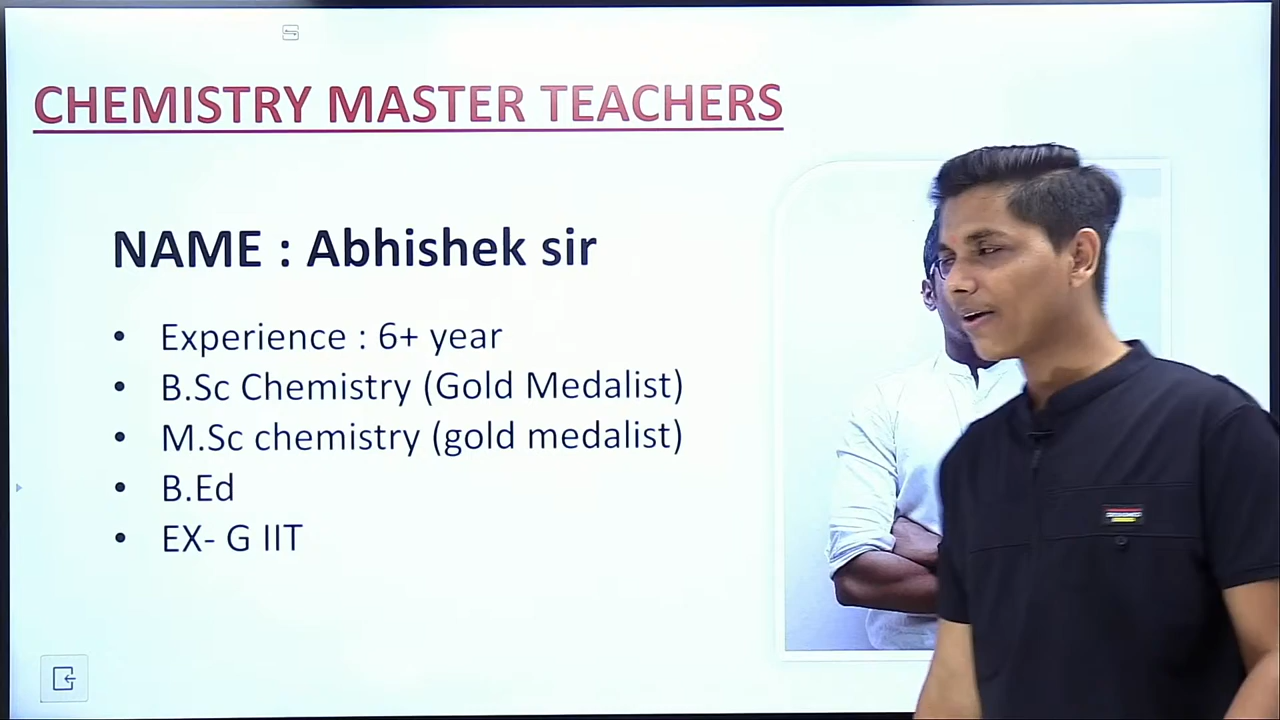 CHEMISTRY MASTER TEACHERS
NAME : Abhishek sir
• Experience : 6+ year
• B.Sc Chemistry (Gold Medalist)
• M.Sc chemistry (gold medalist)
• B.Ed
• EX- G IIT